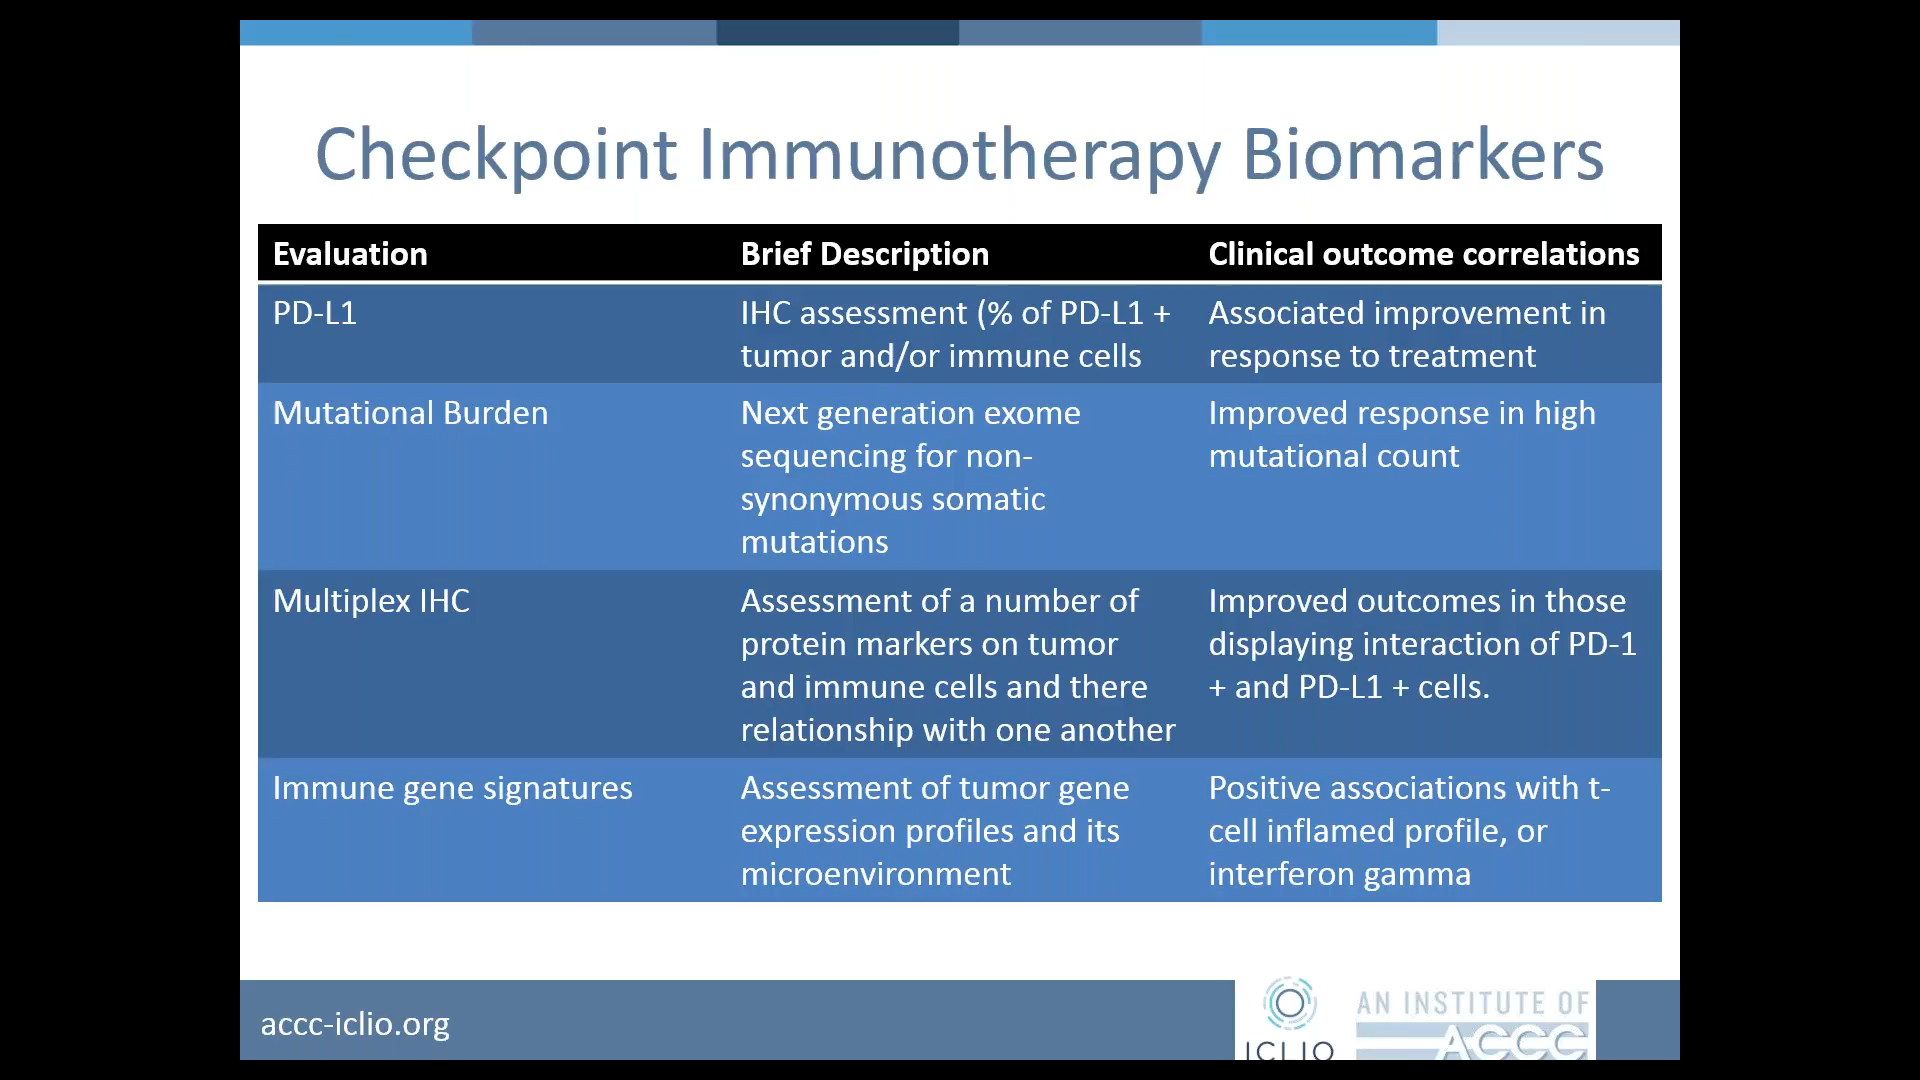 Checkpoint Immunotherapy Biomarkers
Evaluation
Brief Description
Clinical outcome correlations
PD-L1
IHC assessment (% of PD-L1 +
tumor and/or immune cells
Associated improvement in
response to treatment
Mutational Burden
Next generation exome
sequencing for non-
synonymous somatic
mutations
Improved response in high
mutational count
Multiplex IHC
Assessment of a number of
protein markers on tumor
and immune cells and there
relationship with one another
Improved outcomes in those
displaying interaction of PD-1
+ and PD-L1 + cells.
Immune gene signatures
Assessment of tumor gene
expression profiles and its
microenvironment
Positive associations with t-
cell inflamed profile, or
interferon gamma
accc-iclio.org
ICLIO
AN INSTITUTE OF
ACCC